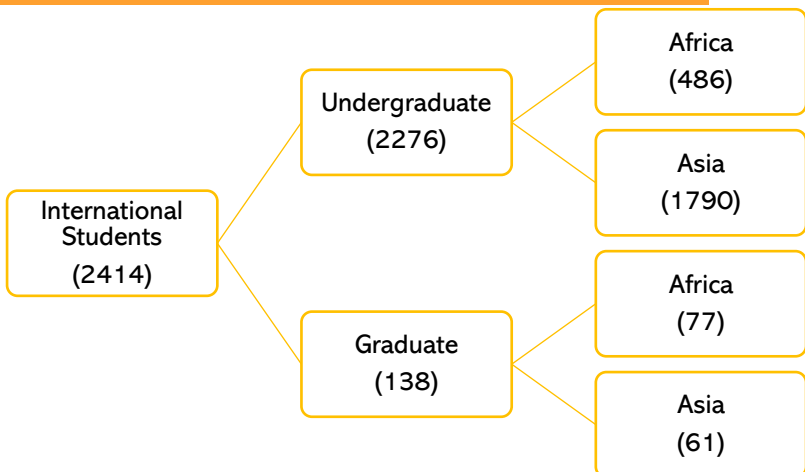 International
Students
(2414)
Undergraduate
(2276)
Africa
(486)
Asia
(1790)
Graduate
(138)
Africa
(77)
Asia
(61)